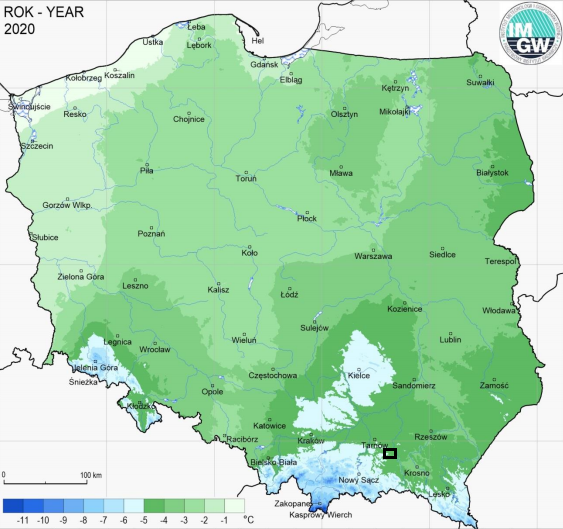 ROK - YEAR
2020
IM
GW
Łeba
Ustka
Lębork
Hel
Gdańsk
Koszalin
Kołobrzeg
Elbląg
Suwałki
Kętrzyn
Świnoujście
Resko
Chojnice
Olsztyn
Mikołajki
Szczecin
Piła
Toruń
Mława
Białystok
Gorzów Wlkp.
Płock
Słubice
Poznań
Koło
Warszawa
Siedlce
Terespol
Zielona Góra
Leszno
Kalisz
Łódź
Kozienice
Włodawa
Sulejów
Legnica
Wrocław
Wieluń
Lublin
Jelenia Góra
Śnieżka
Częstochowa
Kielce
Sandomierz
Zamość
Opole
Kłodzko
Katowice
Racibórz
Kraków
Tarnów
Rzeszów
Bielsko-Biała
Nowy Sącz
Krosno
Lesko
Zakopane
Kasprowy Wierch
0 100 km
-11 -10 -9 -8 -7 -6 -5 -4 -3 -2 -1 °C